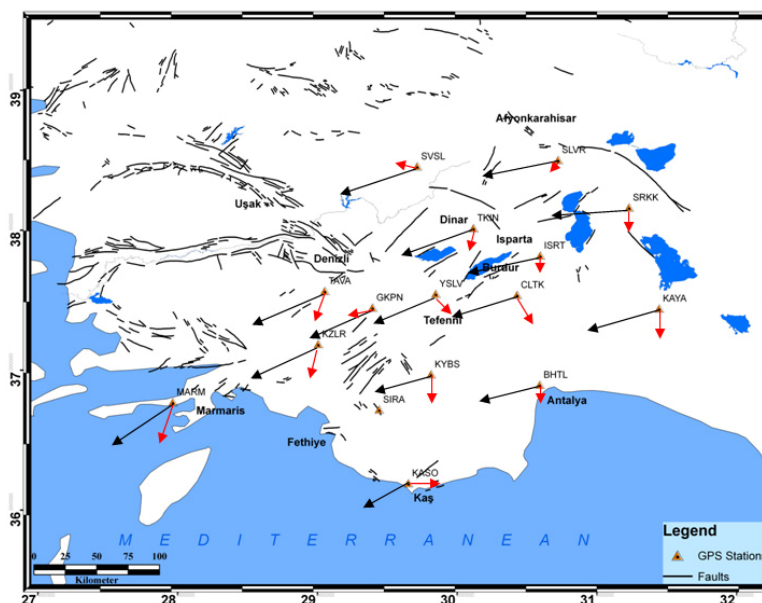 39
38
37
36
Afyonkarahisar
SVSL
SLVR
Uşak
SRKK
Dinar
TKIN
Isparta
ISRT
Denizli
Burdur
TAVA
GKPN
YSLV
CLTK
KAYA
Tefenni
KZLR
KYBS
BHTL
MARM
Marmaris
SIRA
Antalya
Fethiye
KASO
Kaş
MEDITERRANEAN
Legend
GPS Stations
Faults
0 25 50 75 100
Kilometer
27 28 29 30 31 32